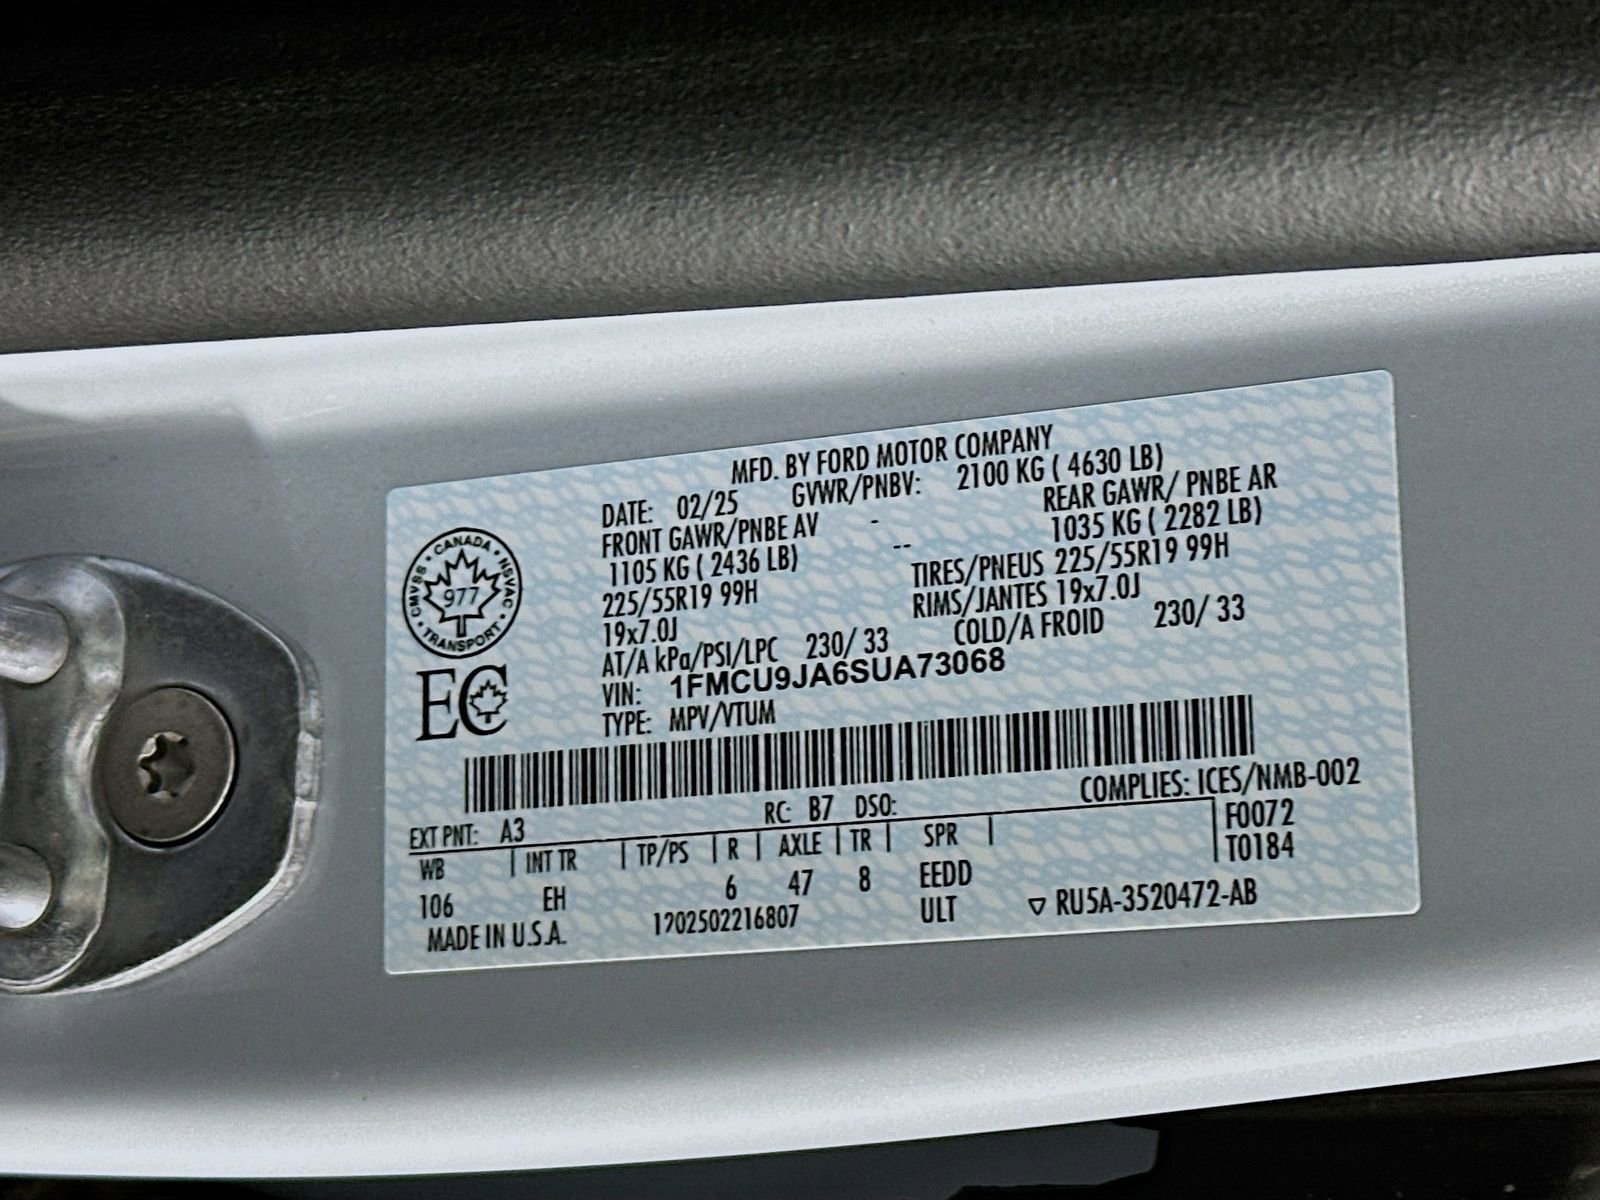 MFD. BY FORD MOTOR COMPANY
DATE: 02/25 GVWR/PNBV: 2100 KG ( 4630 LB)
FRONT GAWR/PNBE AV - REAR GAWR/ PNBE AR
1105 KG ( 2436 LB) -- 1035 KG ( 2282 LB)
225/55R19 99H TIRES/PNEUS 225/55R19 99H
19x7.0J RIMS/JANTES 19x7.0J
AT/A kPa/PSI/LPC 230/ 33 COLD/A FROID 230/ 33
VIN: 1FMCU9JA6SUA73068
TYPE: MPV/VTUM
CANADA
CMVSS 977 NSVAC
TRANSPORT
EC
COMPLIES: ICES/NMB-002
EXT PNT: A3 RC: B7 DSO:
WB | INT TR | TP/PS | R | AXLE | TR | SPR | F0072
T0184
106 EH 6 47 8 EEDD
MADE IN U.S.A. 1202502216807 ULT ▽ RU5A-3520472-AB